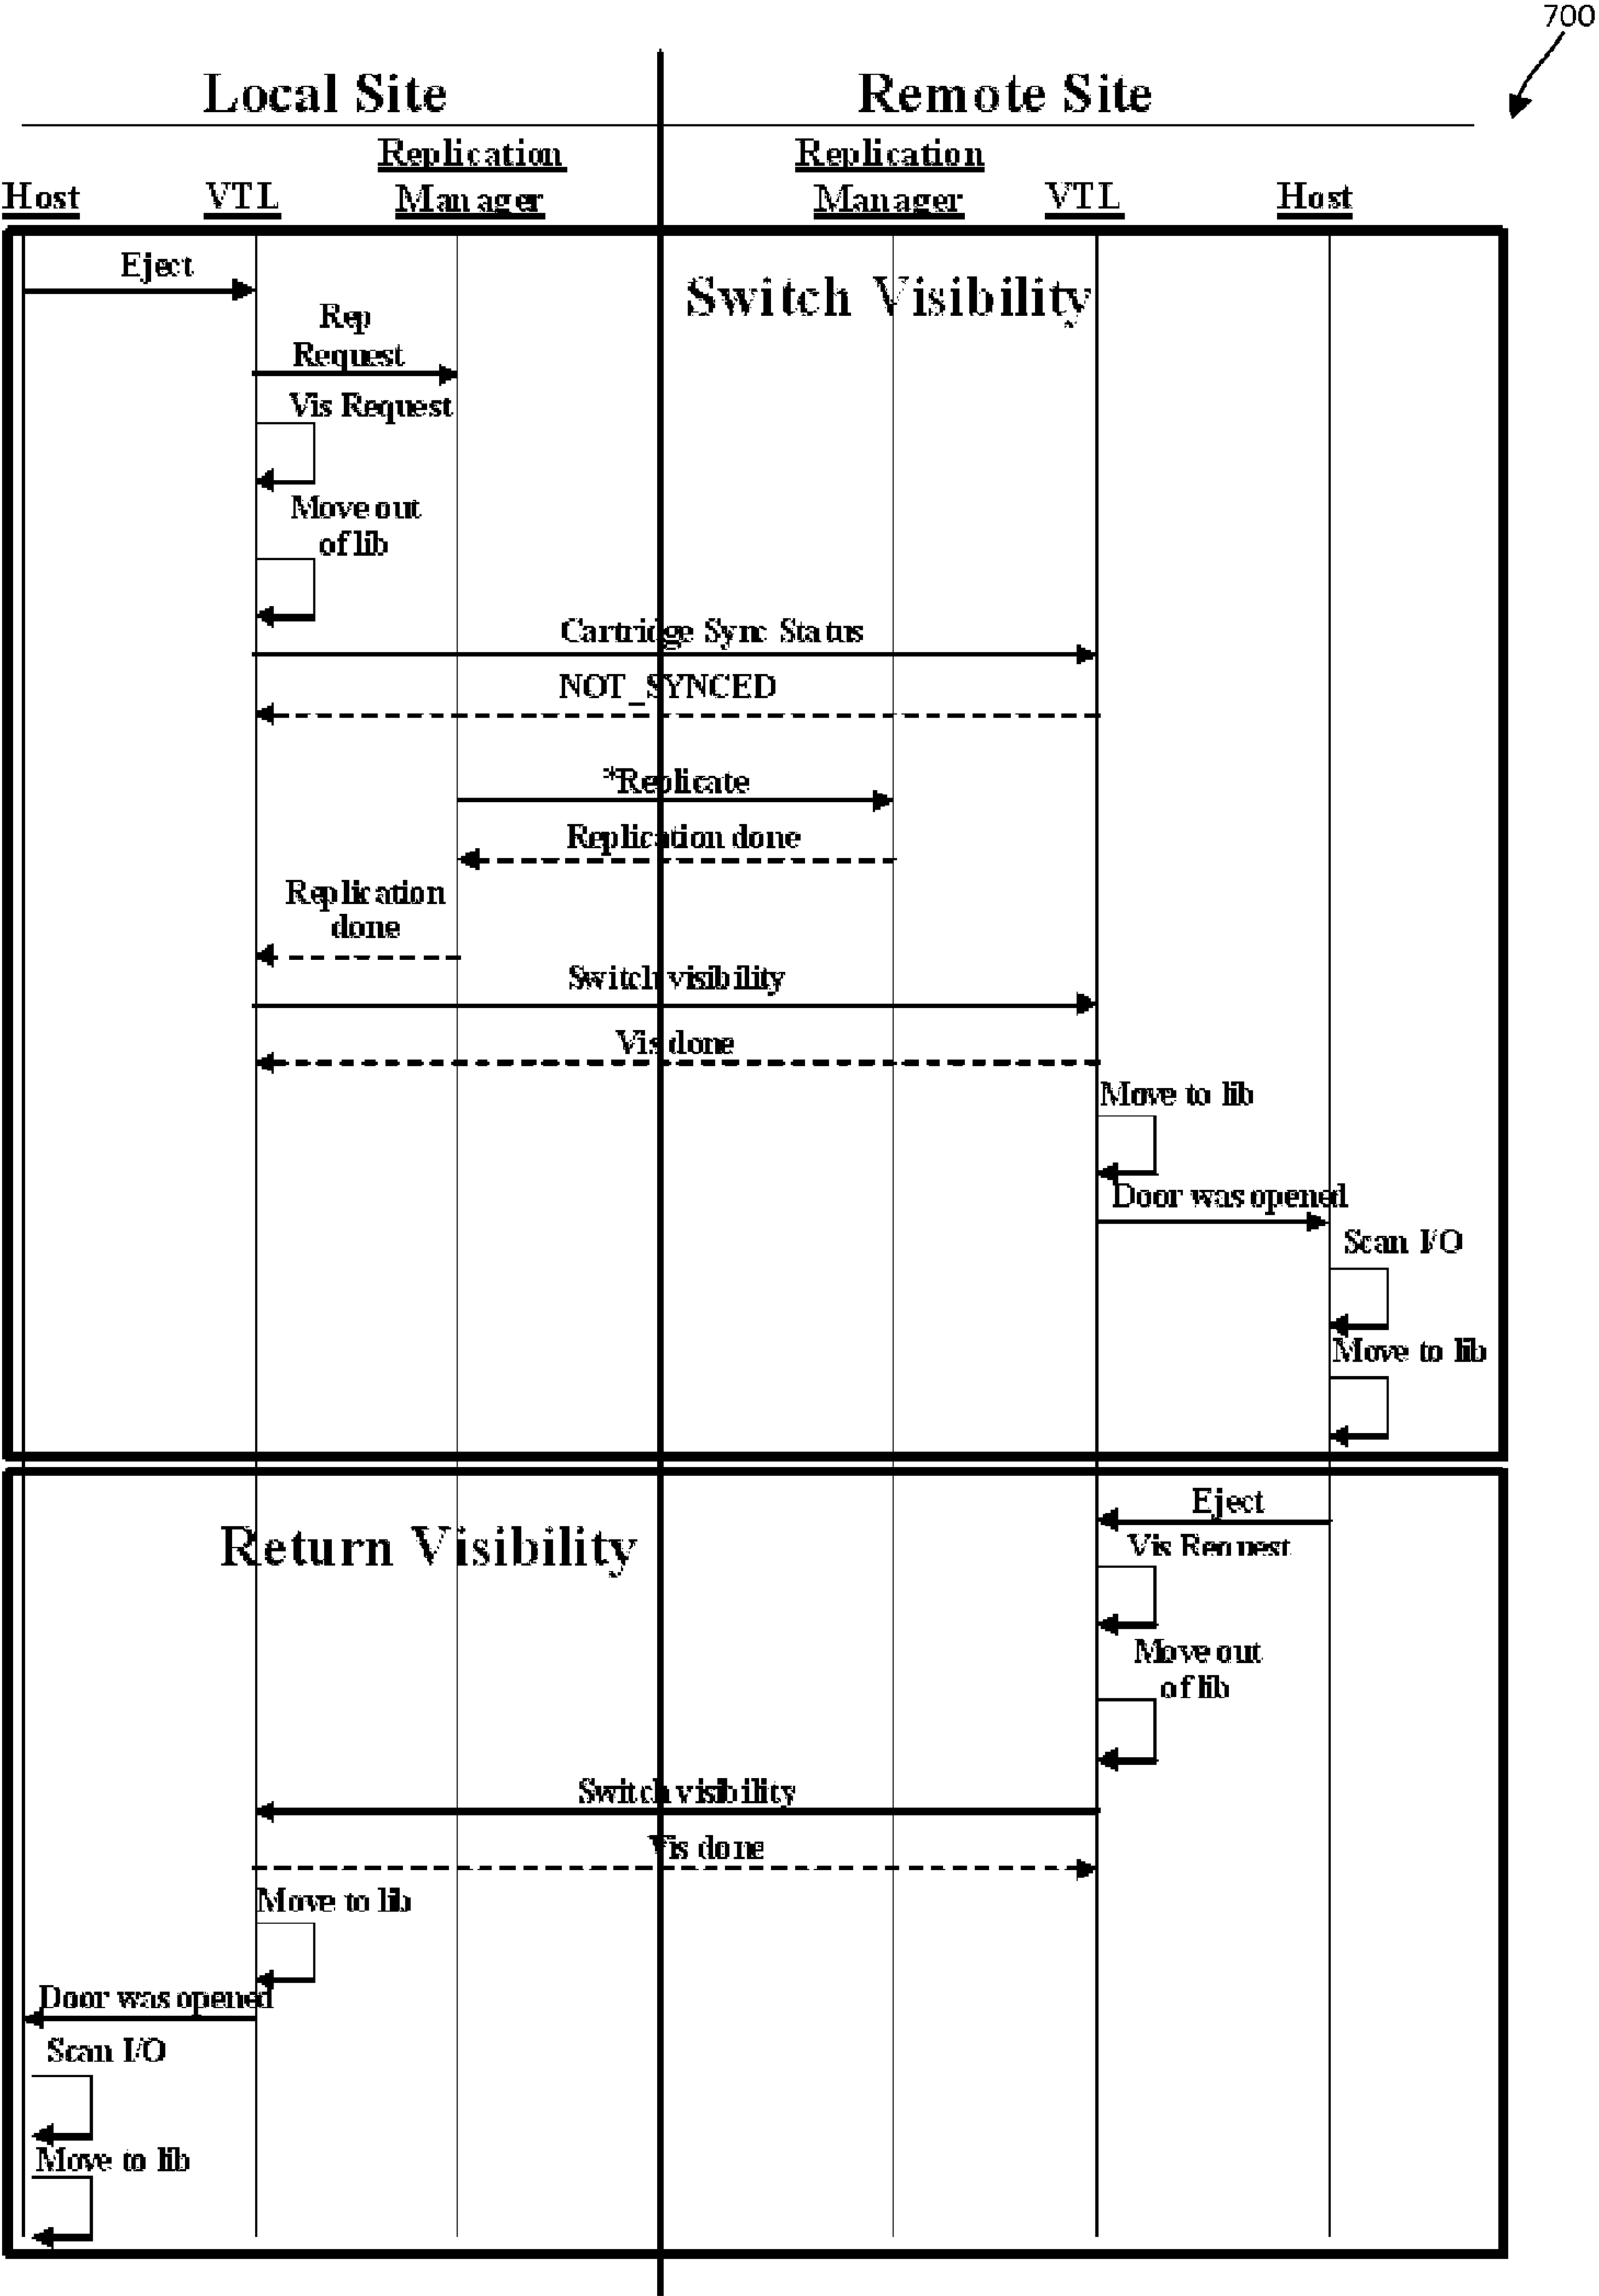 700
Local Site
Remote Site
Replication
Manager
Replication
Manager
Host
VTL
VTL
Host
Eject
Switch Visibility
Rep
Request
Vis Request
Move out
of lib
Cartridge Sync Status
NOT_SYNCED
*Replicate
Replication done
Replication
done
Switch visibility
Vis done
Move to lib
Door was opened
Scan I/O
Move to lib
Eject
Return Visibility
Vis Request
Move out
of lib
Switch visibility
Vis done
Move to lib
Door was opened
Scan I/O
Move to lib